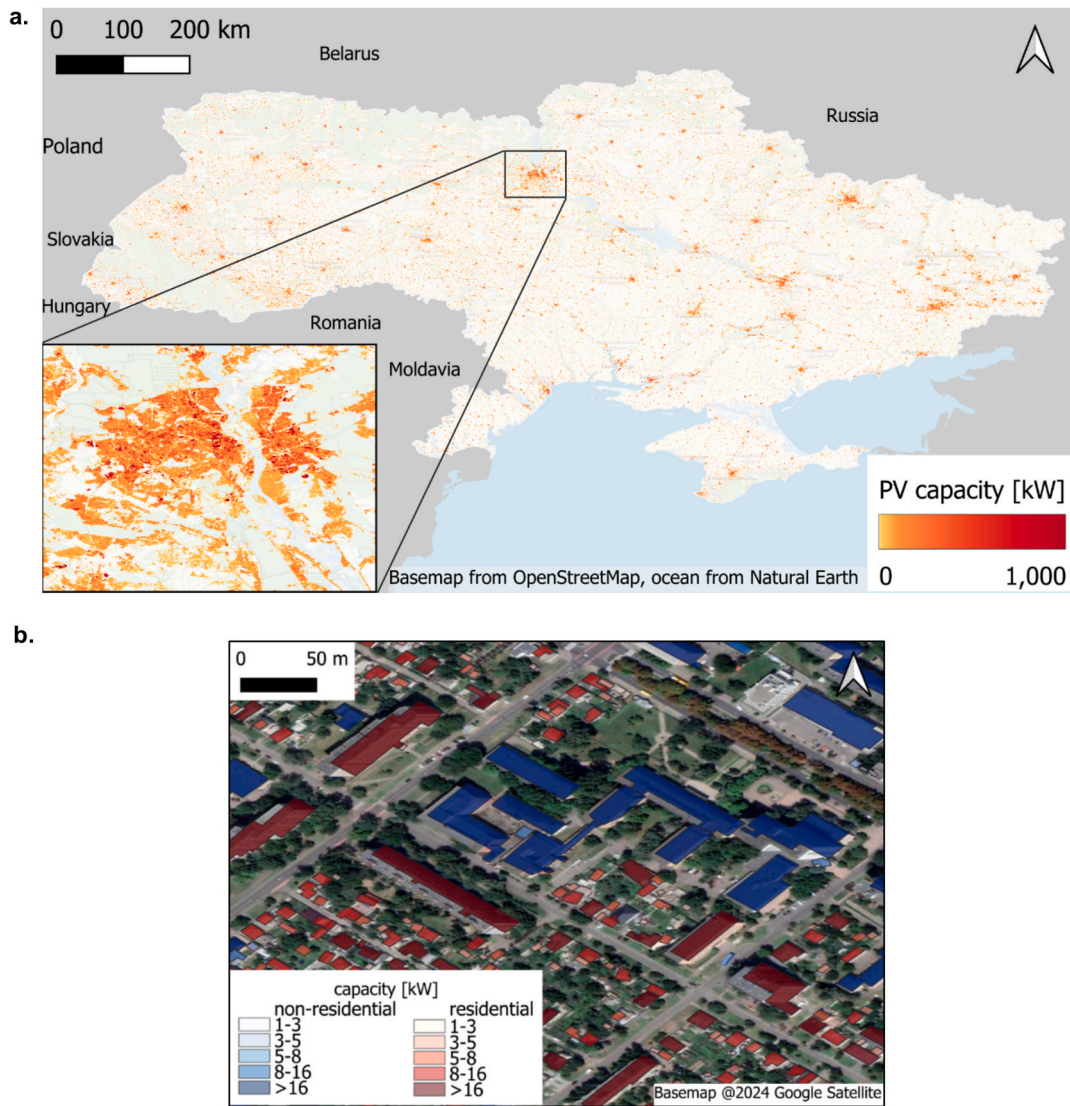 a.
0 100 200 km
Belarus
Russia
Poland
Slovakia
Hungary
Romania
Moldavia
PV capacity [kW]
0 1,000
Basemap from OpenStreetMap, ocean from Natural Earth
b.
0 50 m
capacity [kW]
non-residential residential
1-3 1-3
3-5 3-5
5-8 5-8
8-16 8-16
>16 >16
Basemap @2024 Google Satellite